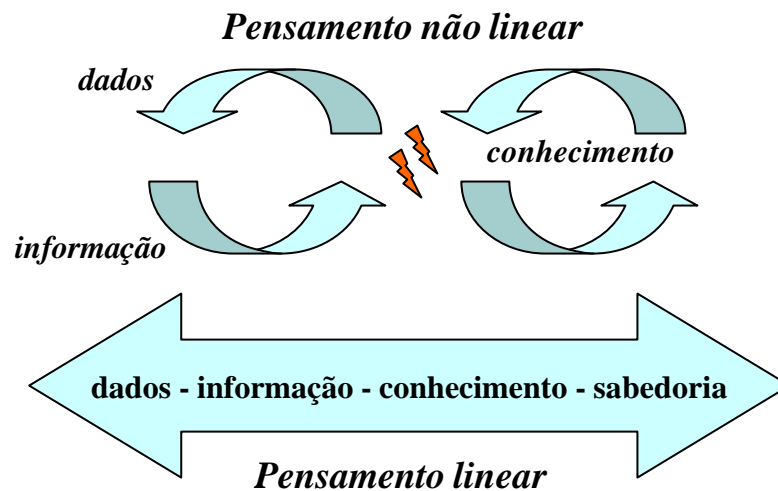 Pensamento não linear
dados
conhecimento
informação
dados - informação - conhecimento - sabedoria
Pensamento linear